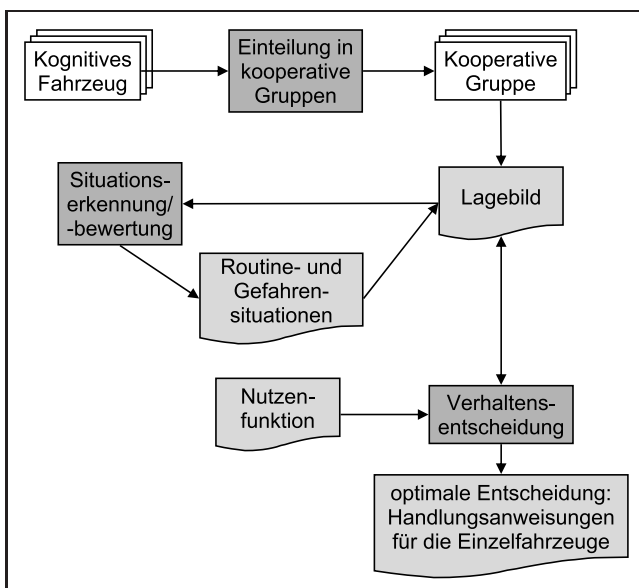 Kognitives
Fahrzeug
Einteilung in
kooperative
Gruppen
Kooperative
Gruppe
Situations-
erkennung/
-bewertung
Lagebild
Routine- und
Gefahren-
situationen
Nutzen-
funktion
Verhaltens-
entscheidung
optimale Entscheidung:
Handlungsanweisungen
für die Einzelfahrzeuge